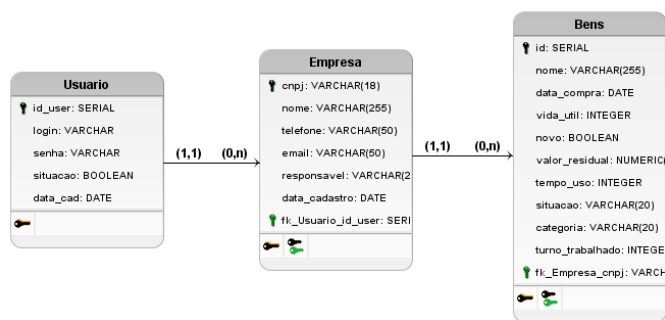 Usuario
id_user: SERIAL
login: VARCHAR
senha: VARCHAR
situacao: BOOLEAN
data_cad: DATE
(1,1)
(0,n)
Empresa
cnpj: VARCHAR(18)
nome: VARCHAR(255)
telefone: VARCHAR(50)
email: VARCHAR(50)
responsavel: VARCHAR(2
data_cadastro: DATE
fk_Usuario_id_user: SERI
(1,1)
(0,n)
Bens
id: SERIAL
nome: VARCHAR(255)
data_compra: DATE
vida_util: INTEGER
novo: BOOLEAN
valor_residual: NUMERIC(
tempo_uso: INTEGER
situacao: VARCHAR(20)
categoria: VARCHAR(20)
turno_trabalhado: INTEGE
fk_Empresa_cnpj: VARCH